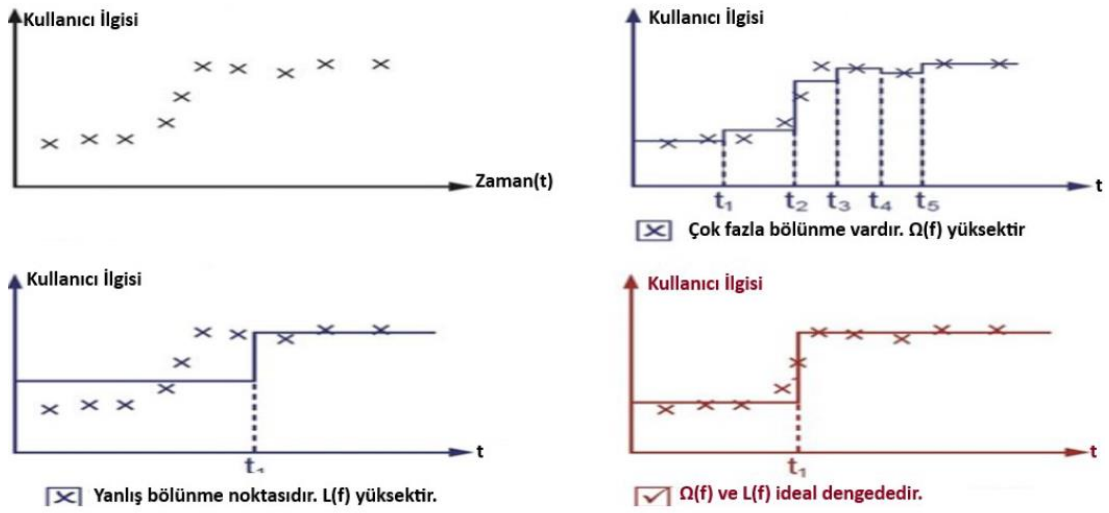 Kullanıcı İlgisi
Zaman(t)
Kullanıcı İlgisi
t₁ t₂ t₃ t₄ t₅
t
Çok fazla bölünme vardır. Ω(f) yüksektir
Kullanıcı İlgisi
t₁
t
Yanlış bölünme noktasıdır. L(f) yüksektir.
Kullanıcı İlgisi
t₁
t
Ω(f) ve L(f) ideal dengededir.